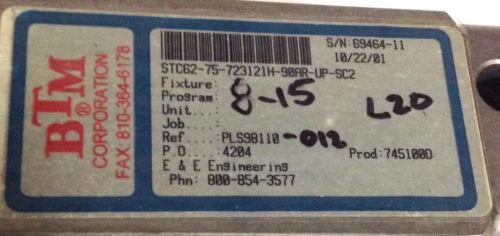 BTM®
CORPORATION
FAX: 810-364-6178
S/N:69464-11
10/22/01
STC62-75-723121H-90AR-UP-SC2
Fixture:
Program: 8-15
Unit...: L20
Job....:
Ref....: PLS98110-012
P.O....: 4204 Prod:745100D
E & E Engineering
Phn: 800-854-3577